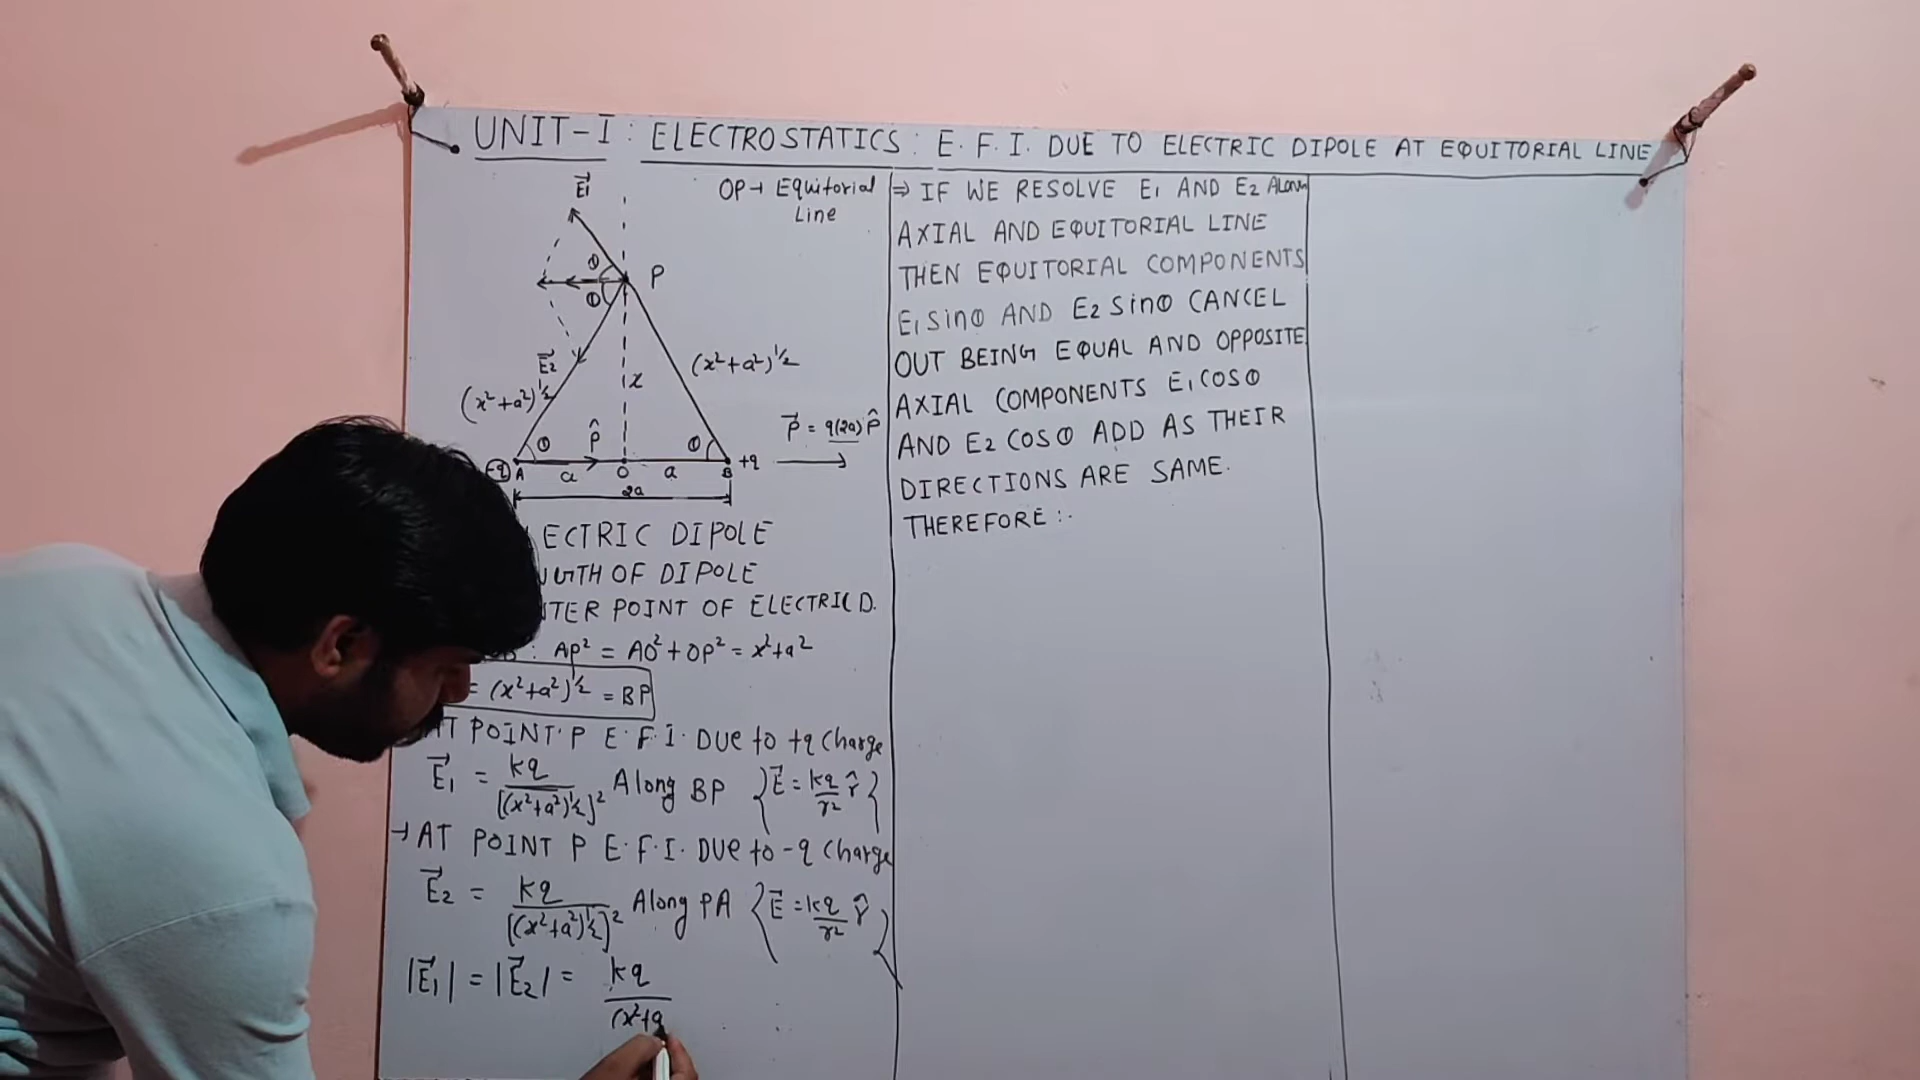 UNIT-I : ELECTROSTATICS : E.F.I. DUE TO ELECTRIC DIPOLE AT EQUITORIAL LINE
E₁
OP→ Equitorial
Line
θ
P
θ
E₂
x
(x²+a²)^½
(x²+a²)^½
θ
p̂
θ
P⃗ = q(2a) p̂
-q A
a
O
a
B +q
2a
ECTRIC DIPOLE
GTH OF DIPOLE
TER POINT OF ELECTRIC D.
: AP² = AO² + OP² = x²+a²
= (x²+a²)^½ = BP
AT POINT P E.F.I. DUE to +q Charge
E⃗₁ = kq/[(x²+a²)^½]² Along BP {E⃗ = kq/r² r̂}
→ AT POINT P E.F.I. DUE to -q Charge
E⃗₂ = kq/[(x²+a²)^½]² Along PA {E⃗ = kq/r² r̂}
|E⃗₁| = |E⃗₂| = kq/(x²+a
⇒ IF WE RESOLVE E₁ AND E₂ ALONG
AXIAL AND EQUITORIAL LINE
THEN EQUITORIAL COMPONENTS
E₁ sinθ AND E₂ sinθ CANCEL
OUT BEING EQUAL AND OPPOSITE
AXIAL COMPONENTS E₁COSθ
AND E₂ COSθ ADD AS THEIR
DIRECTIONS ARE SAME.
THEREFORE :-